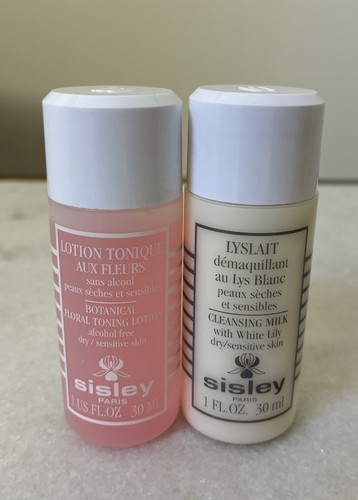 LOTION TONIQUE
AUX FLEURS
sans alcool
peaux sèches et sensibles
BOTANICAL
FLORAL TONING LOTION
alcohol free
dry / sensitive skin
sisley
PARIS
1 US.FL.OZ 30 Ml
LYSLAIT
démaquillant
au Lys Blanc
peaux sèches
et sensibles
CLEANSING MILK
with White Lily
dry/sensitive skin
sisley
PARIS
1 FL.OZ. 30 ml